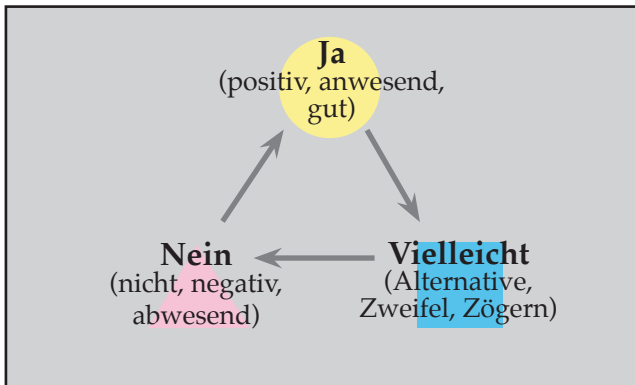 Ja
(positiv, anwesend,
gut)
Nein
(nicht, negativ,
abwesend)
Vielleicht
(Alternative,
Zweifel, Zögern)